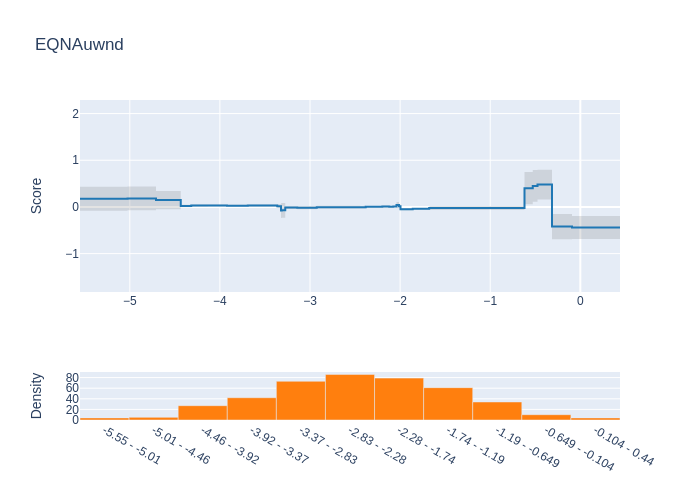 EQNAuwnd
Score
2
1
0
−1
−5
−4
−3
−2
−1
0
Density
80
60
40
20
0
-5.55 - -5.01
-5.01 - -4.46
-4.46 - -3.92
-3.92 - -3.37
-3.37 - -2.83
-2.83 - -2.28
-2.28 - -1.74
-1.74 - -1.19
-1.19 - -0.649
-0.649 - -0.104
-0.104 - 0.44